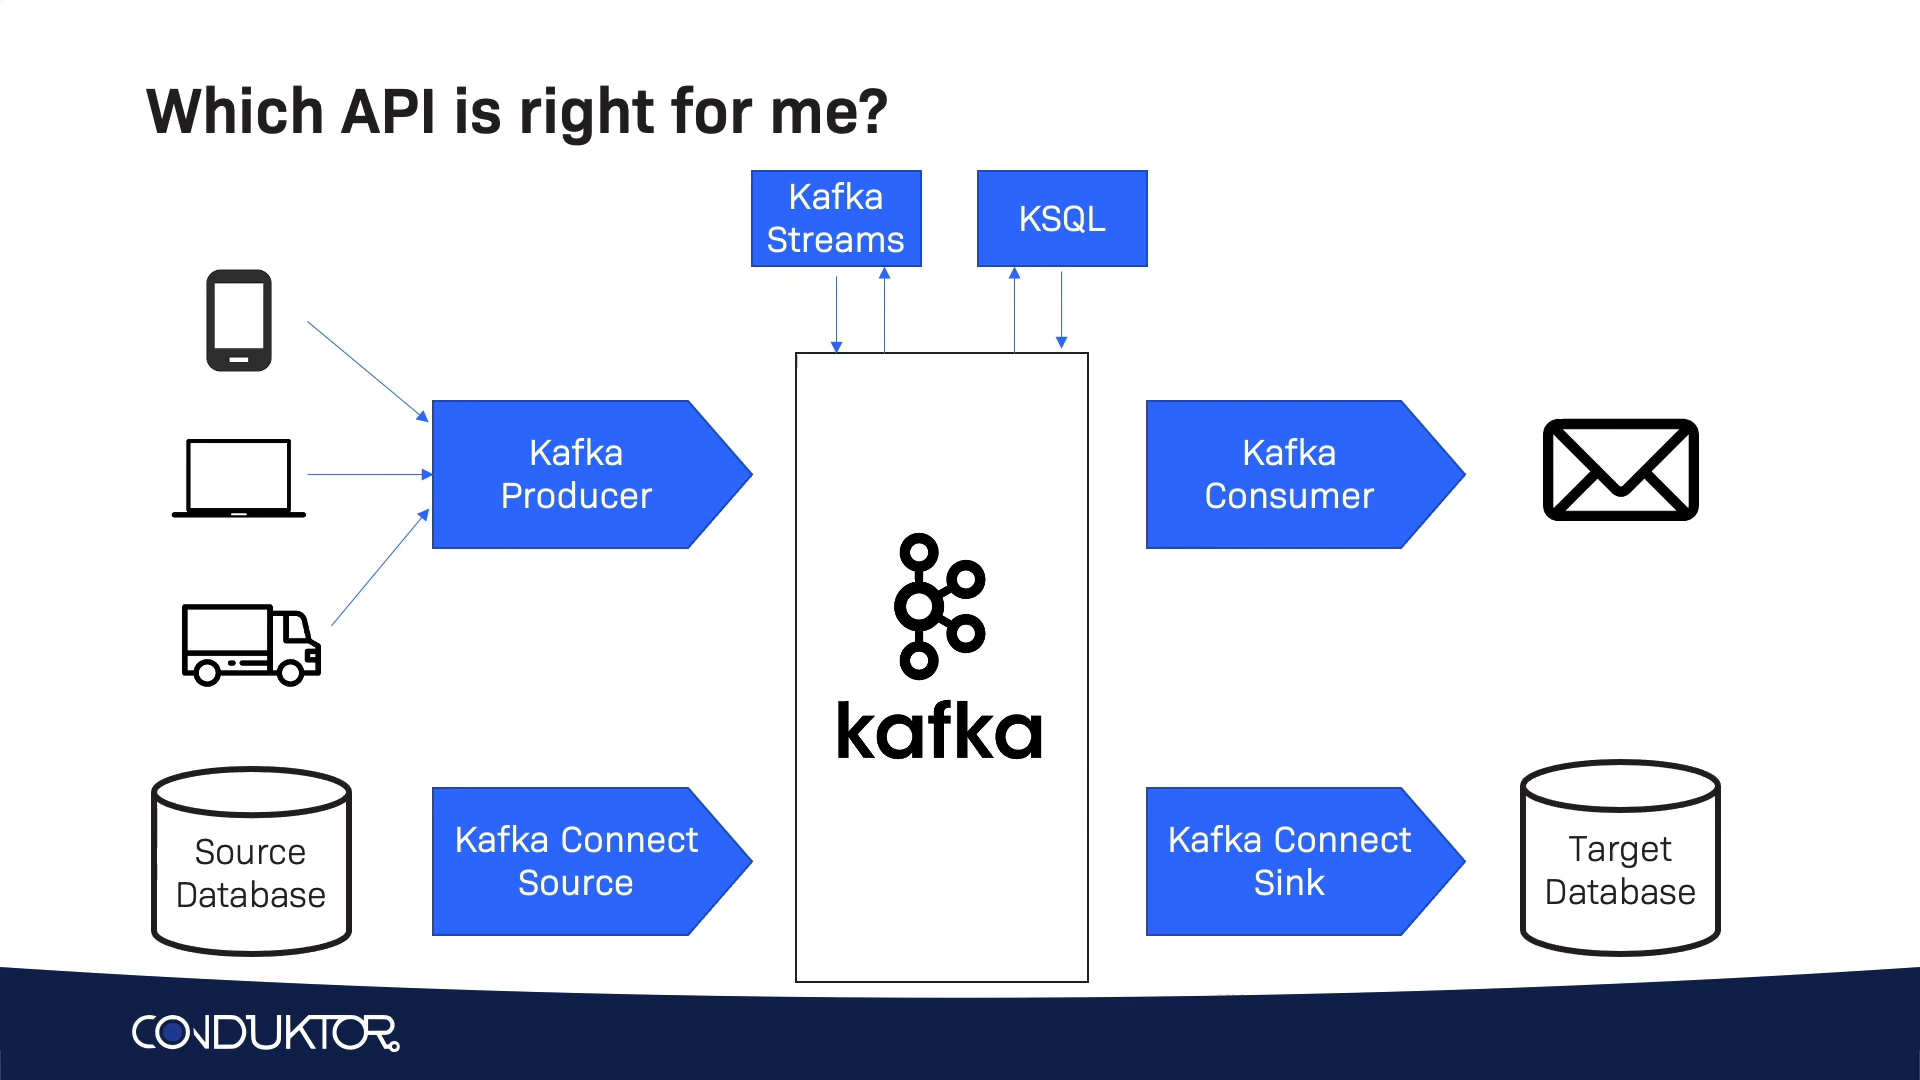 Which API is right for me?
Kafka
Streams
KSQL
Kafka
Producer
Kafka
Consumer
kafka
Source
Database
Kafka Connect
Source
Kafka Connect
Sink
Target
Database
CONDUKTOR